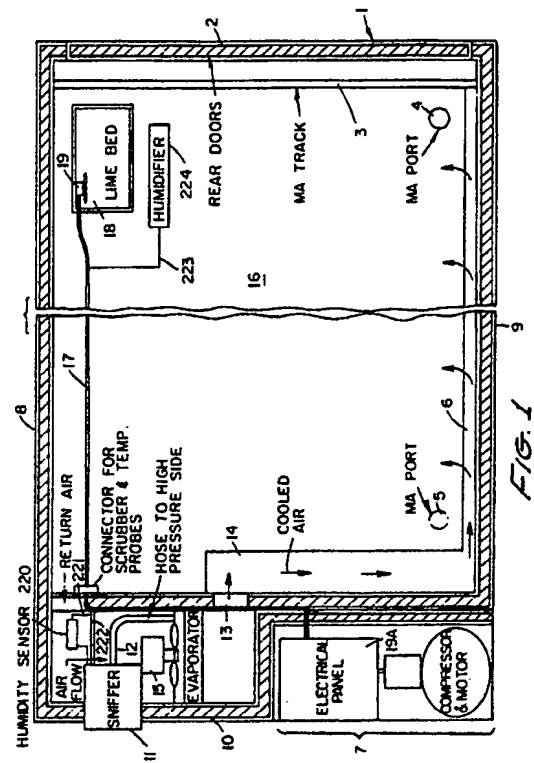 8
2
1
HUMIDITY SENSOR 220
RETURN AIR
221
CONNECTOR FOR
SCRUBBER & TEMP.
PROBES
HOSE TO HIGH
PRESSURE SIDE
17
19
LIME BED
18
HUMIDIFIER
224
223
REAR DOORS
MA TRACK
3
4
MA PORT
16
AIR
FLOW
222
12
SNIFFER
11
15
EVAPORATOR
13
14
COOLED
AIR
10
ELECTRICAL
PANEL
19A
COMPRESSOR
& MOTOR
7
MA PORT
5
6
9
FIG. 1